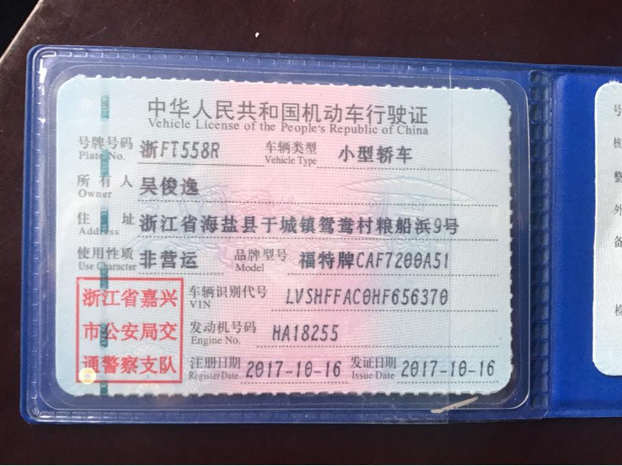 中华人民共和国机动车行驶证
Vehicle License of the People's Republic of China
号牌号码 浙FT558R 车辆类型 小型轿车
Plate No. Vehicle Type
所有人 吴俊逸
Owner
住址 浙江省海盐县于城镇鸳鸯村粮船浜9号
Address
使用性质 非营运 品牌型号 福特牌CAF7200A51
Use Character Model
浙江省嘉兴
市公安局交
通警察支队
车辆识别代号 LVSHFFAC0HF656370
VIN
发动机号码 HA18255
Engine No.
注册日期 2017-10-16 发证日期 2017-10-16
Register Date Issue Date
号
核
整
外
备
检